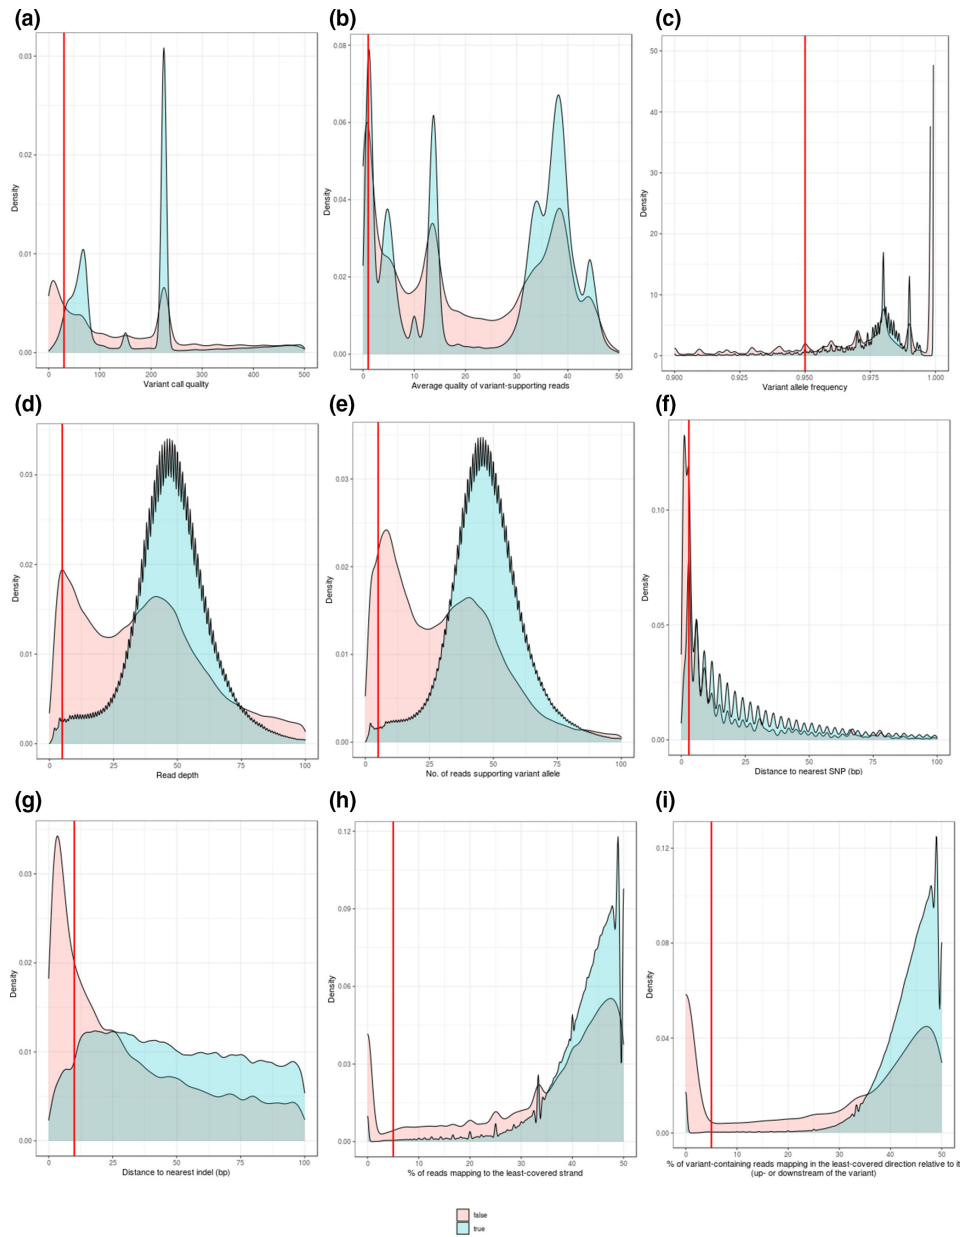 (a)
(b)
(c)
0.03
0.02
0.01
0.00
Density
0
100
200
300
400
500
Variant call quality
0.08
0.06
0.04
0.02
0.00
Density
0
10
20
30
40
50
Average quality of variant-supporting reads
50
40
30
20
10
0
Density
0.900
0.925
0.950
0.975
1.000
Variant allele frequency
(d)
(e)
(f)
0.03
0.02
0.01
0.00
Density
0
25
50
75
100
Read depth
0.03
0.02
0.01
0.00
Density
0
25
50
75
100
No. of reads supporting variant allele
0.10
0.05
0.00
Density
0
25
50
75
100
Distance to nearest SNP (bp)
(g)
(h)
(i)
0.03
0.02
0.01
0.00
Density
0
25
50
75
100
Distance to nearest indel (bp)
0.12
0.09
0.06
0.03
0.00
Density
0
10
20
30
40
50
% of reads mapping to the least-covered strand
0.12
0.08
0.04
0.00
Density
0
10
20
30
40
50
% of variant-containing reads mapping in the least-covered direction relative to it
(up- or downstream of the variant)
false
true